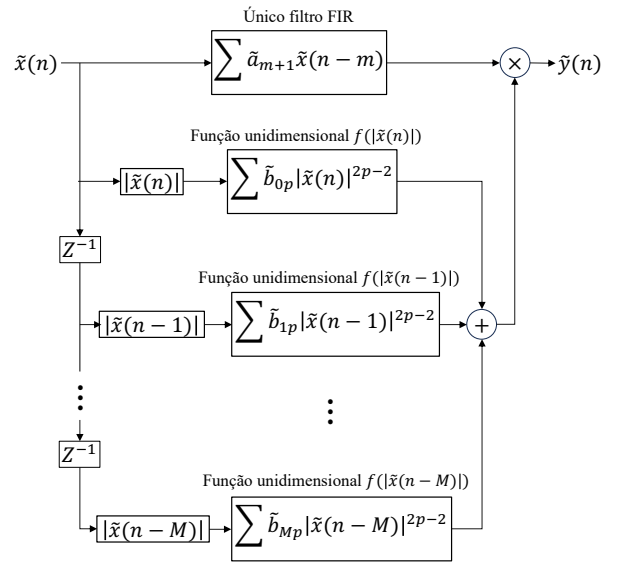 Único filtro FIR
x̃(n)
∑ ã_{m+1}x̃(n − m)
×
ỹ(n)
Função unidimensional f(|x̃(n)|)
|x̃(n)|
∑ b̃_{0p}|x̃(n)|^{2p−2}
Z^{−1}
Função unidimensional f(|x̃(n − 1)|)
|x̃(n − 1)|
∑ b̃_{1p}|x̃(n − 1)|^{2p−2}
+
⋮
⋮
Z^{−1}
Função unidimensional f(|x̃(n − M)|)
|x̃(n − M)|
∑ b̃_{Mp}|x̃(n − M)|^{2p−2}